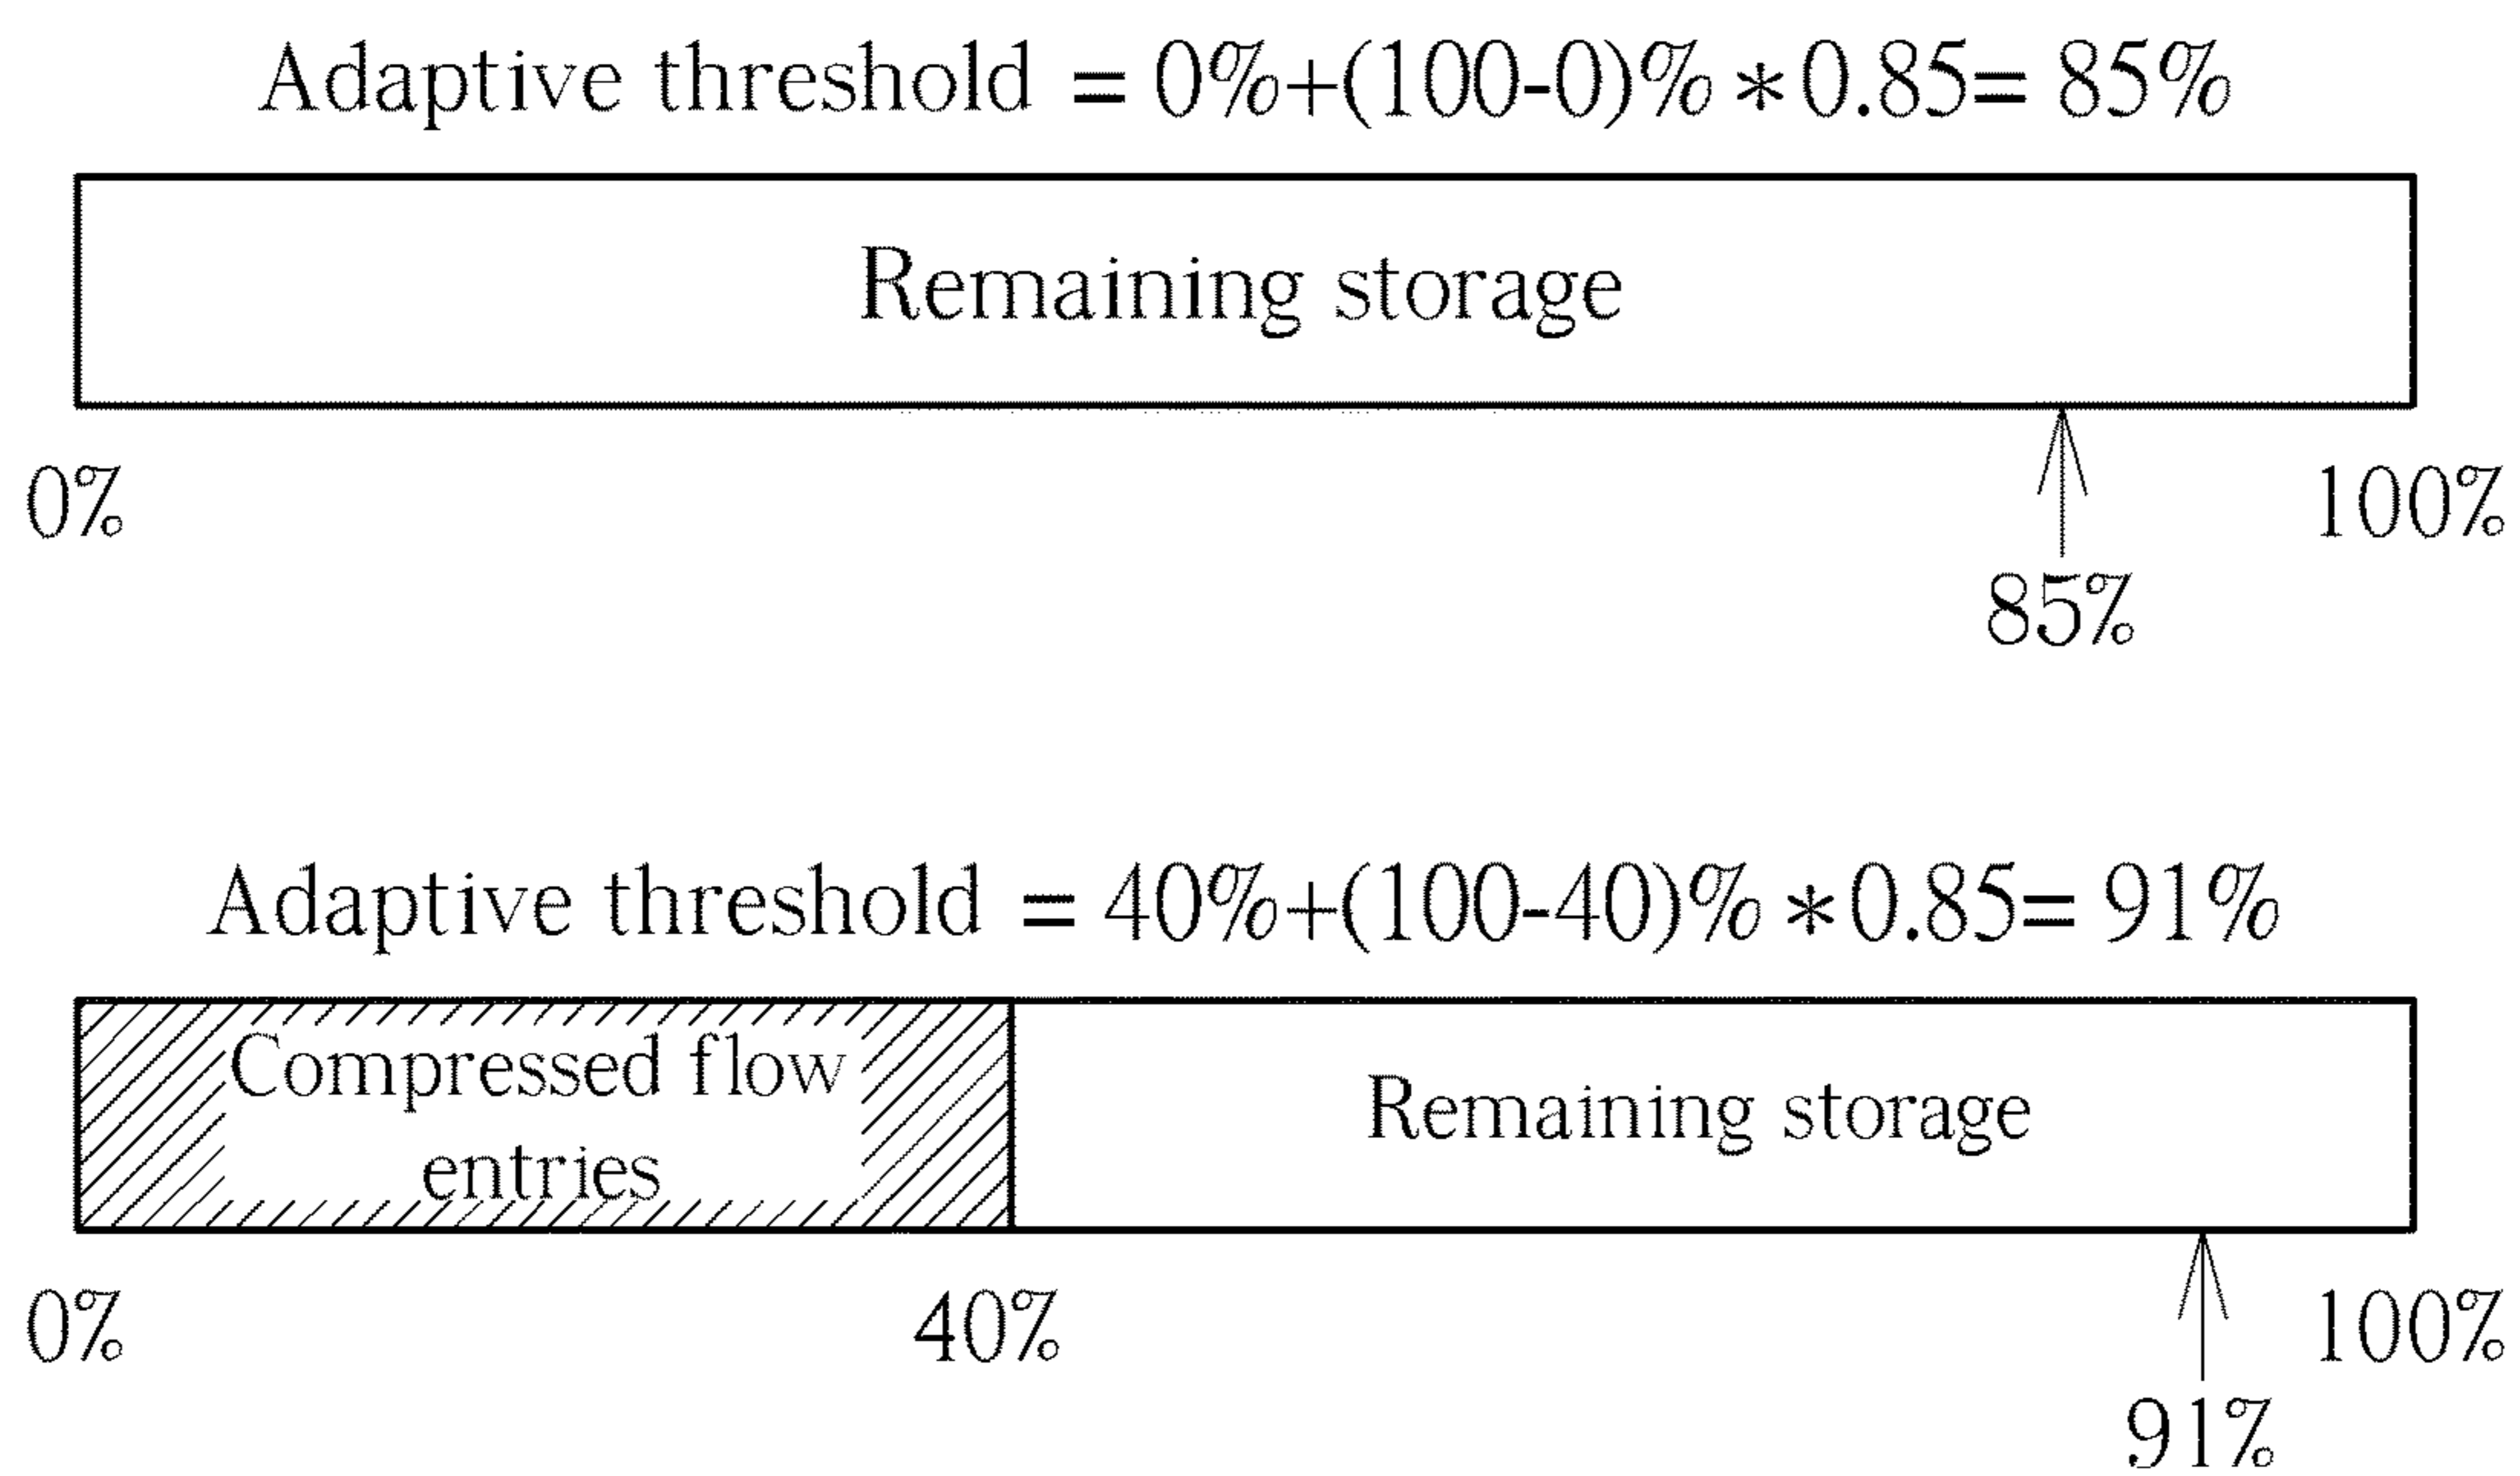 Adaptive threshold = 0%+(100-0)% *0.85= 85%
Remaining storage
0%
100%
85%
Adaptive threshold = 40%+(100-40)% *0.85= 91%
Compressed flow
entries
Remaining storage
0%
40%
100%
91%